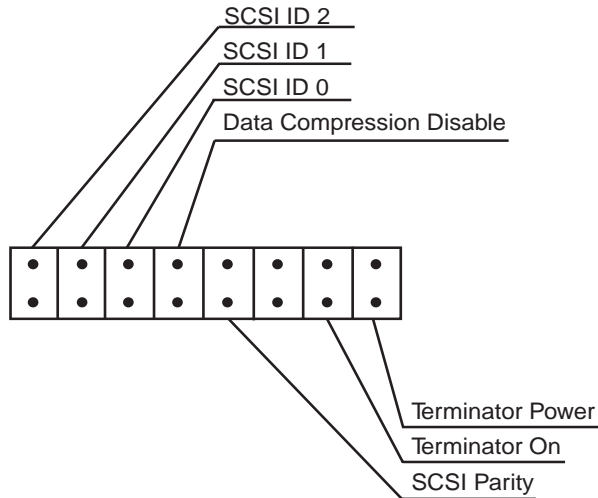 SCSI ID 2
SCSI ID 1
SCSI ID 0
Data Compression Disable
Terminator Power
Terminator On
SCSI Parity